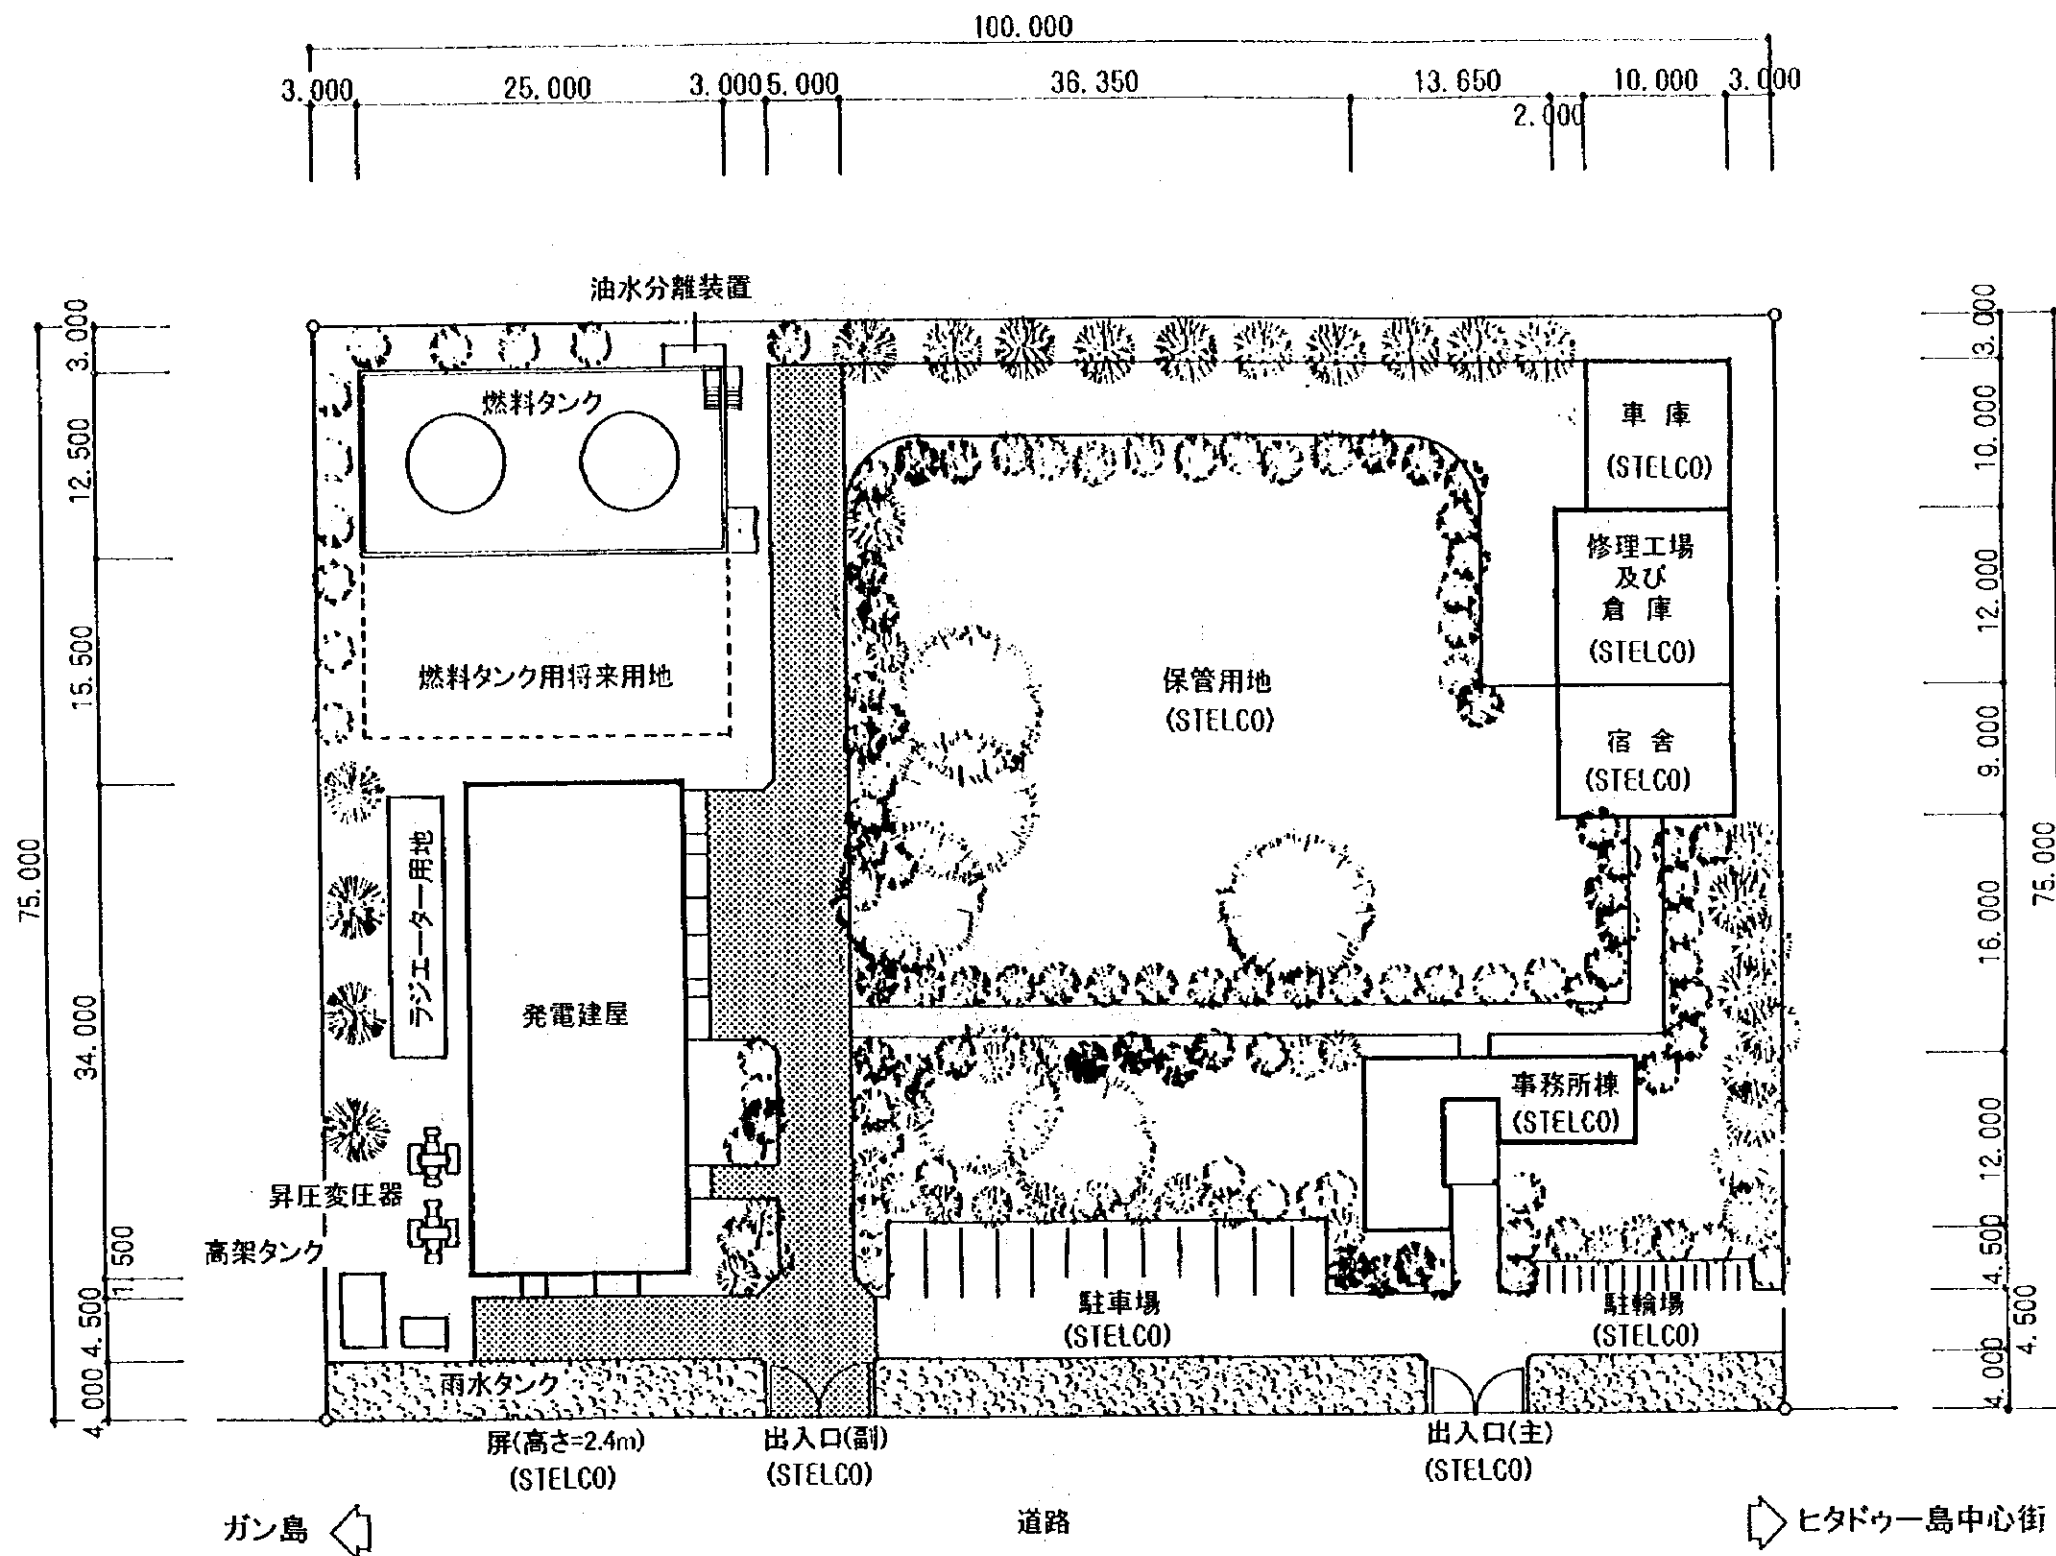 100.000
3.000 25.000 3.000 5.000 36.350 13.650 10.000 3.000
2.000
油水分離装置
燃料タンク
車 庫
(STELCO)
修理工場
及び
倉 庫
(STELCO)
燃料タンク用将来用地
保管用地
(STELCO)
宿 舎
(STELCO)
ラジエーター用地
発電建屋
事務所棟
(STELCO)
昇圧変圧器
高架タンク
駐車場
(STELCO)
駐輪場
(STELCO)
雨水タンク
屏(高さ=2.4m)
(STELCO)
出入口(副)
(STELCO)
出入口(主)
(STELCO)
ガン島
道路
ヒタドゥー島中心街
75.000
3.000
12.500
15.500
34.000
1.500
4.500
4.000
3.000
10.000
12.000
9.000
16.000
12.000
4.500
4.500
4.000
75.000